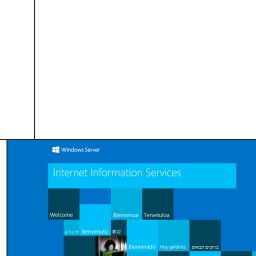 Windows Server
Internet Information Services
Welcome Bienvenue Tervetuloa
ようこそ Benvenuto 歓迎
Bienvenido Hoş geldiniz ברוכים הבאים